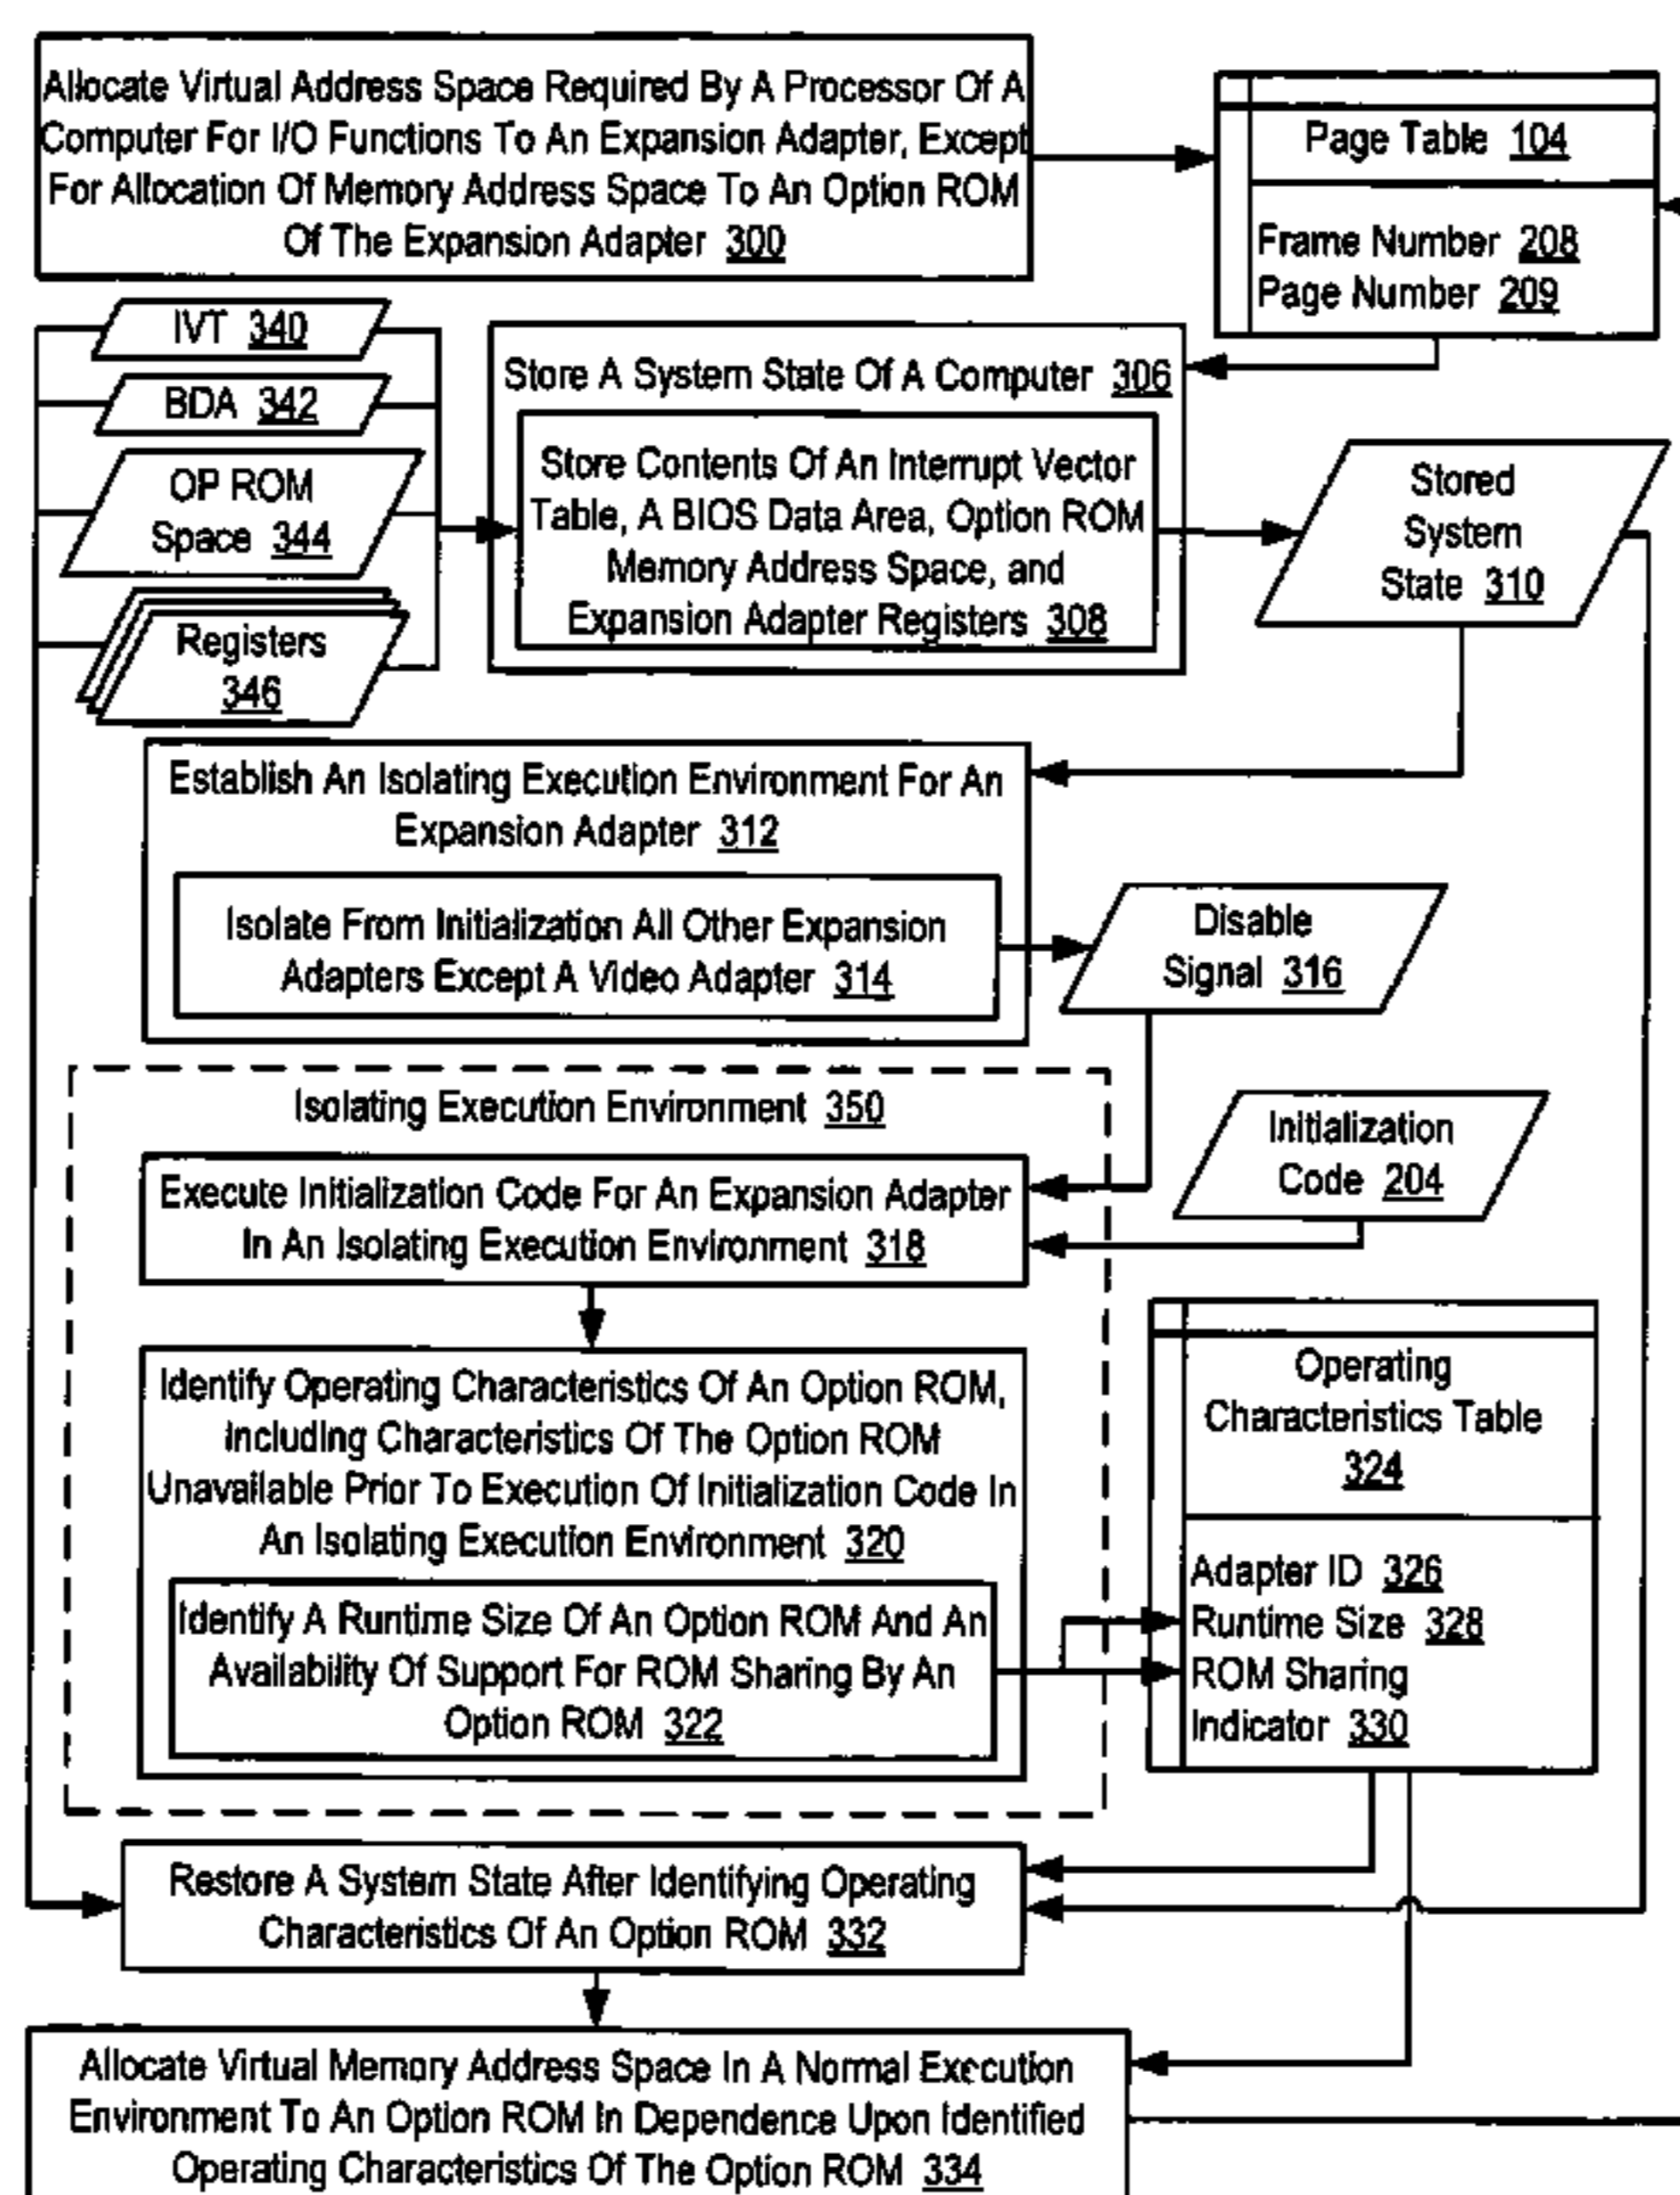 Allocate Virtual Address Space Required By A Processor Of A
Computer For I/O Functions To An Expansion Adapter, Except
For Allocation Of Memory Address Space To An Option ROM
Of The Expansion Adapter 300
Page Table 104
Frame Number 208
Page Number 209
IVT 340
BDA 342
OP ROM
Space 344
Registers
346
Store A System State Of A Computer 306
Store Contents Of An Interrupt Vector
Table, A BIOS Data Area, Option ROM
Memory Address Space, and
Expansion Adapter Registers 308
Stored
System
State 310
Establish An Isolating Execution Environment For An
Expansion Adapter 312
Isolate From Initialization All Other Expansion
Adapters Except A Video Adapter 314
Disable
Signal 316
Isolating Execution Environment 350
Initialization
Code 204
Execute Initialization Code For An Expansion Adapter
In An Isolating Execution Environment 318
Identify Operating Characteristics Of An Option ROM,
Including Characteristics Of The Option ROM
Unavailable Prior To Execution Of Initialization Code In
An Isolating Execution Environment 320
Identify A Runtime Size Of An Option ROM And An
Availability Of Support For ROM Sharing By An
Option ROM 322
Operating
Characteristics Table
324
Adapter ID 326
Runtime Size 328
ROM Sharing
Indicator 330
Restore A System State After Identifying Operating
Characteristics Of An Option ROM 332
Allocate Virtual Memory Address Space In A Normal Execution
Environment To An Option ROM In Dependence Upon Identified
Operating Characteristics Of The Option ROM 334